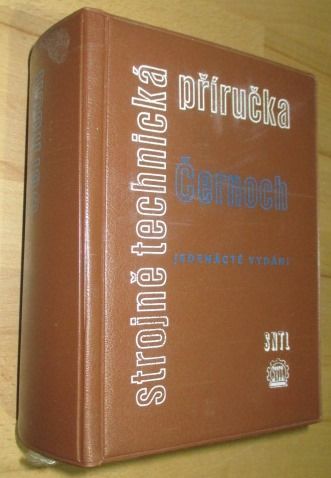 strojně technická
příručka
Černoch
JEDENÁCTÉ VYDÁNÍ
SNTL